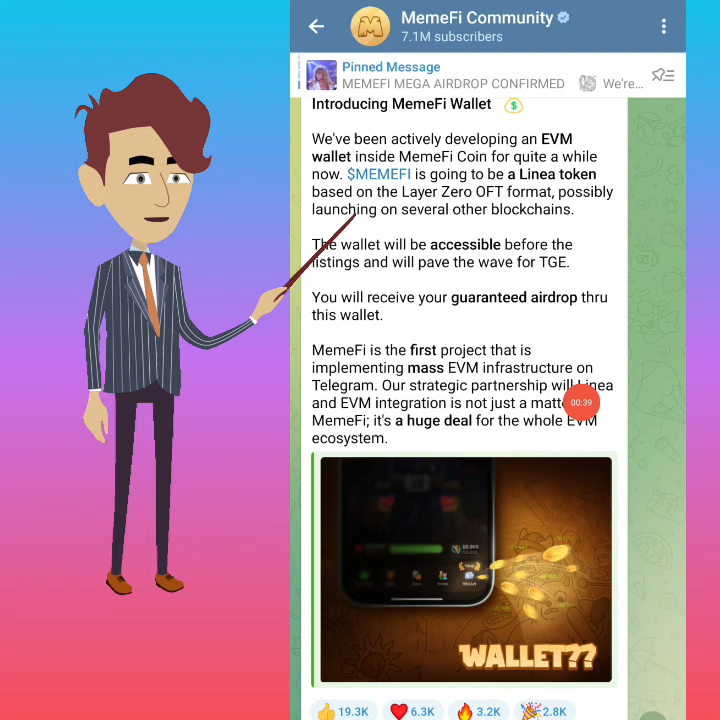 MemeFi Community
7.1M subscribers
Pinned Message
MEMEFI MEGA AIRDROP CONFIRMED We're...
Introducing MemeFi Wallet
We've been actively developing an EVM
wallet inside MemeFi Coin for quite a while
now. $MEMEFI is going to be a Linea token
based on the Layer Zero OFT format, possibly
launching on several other blockchains.
The wallet will be accessible before the
listings and will pave the wave for TGE.
You will receive your guaranteed airdrop thru
this wallet.
MemeFi is the first project that is
implementing mass EVM infrastructure on
Telegram. Our strategic partnership will Linea
and EVM integration is not just a matte
00:39
MemeFi; it's a huge deal for the whole EVM
ecosystem.
WALLET??
19.3K 6.3K 3.2K 2.8K